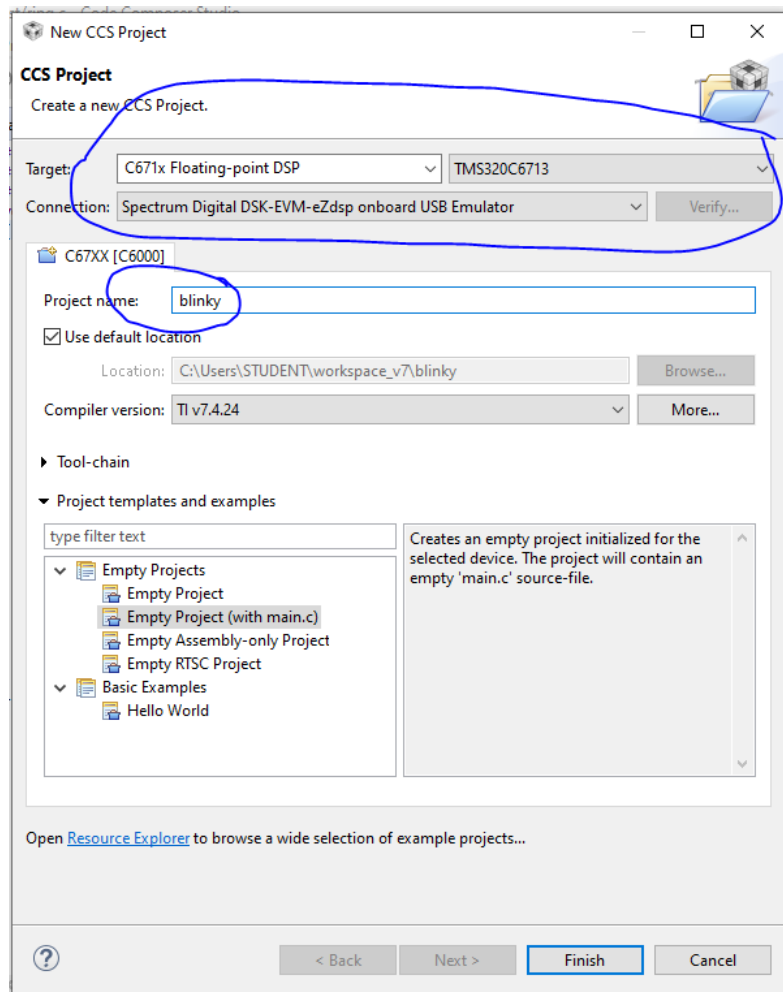 t/ring.c - Code Composer Studio
New CCS Project
CCS Project
Create a new CCS Project.
Target: C671x Floating-point DSP TMS320C6713
Connection: Spectrum Digital DSK-EVM-eZdsp onboard USB Emulator Verify...
C67XX [C6000]
Project name: blinky
Use default location
Location: C:\Users\STUDENT\workspace_v7\blinky Browse...
Compiler version: TI v7.4.24 More...
Tool-chain
Project templates and examples
type filter text
Empty Projects
Empty Project
Empty Project (with main.c)
Empty Assembly-only Project
Empty RTSC Project
Basic Examples
Hello World
Creates an empty project initialized for the
selected device. The project will contain an
empty 'main.c' source-file.
Open Resource Explorer to browse a wide selection of example projects...
? < Back Next > Finish Cancel